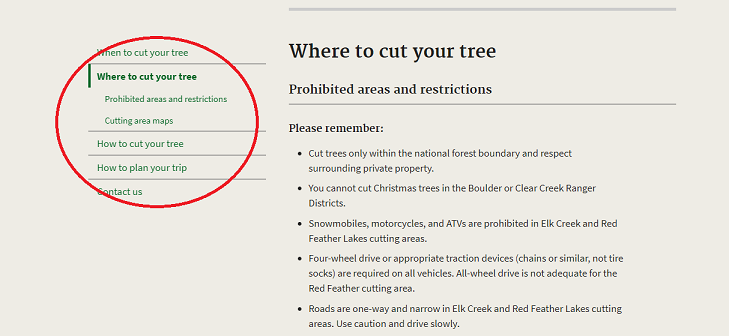 When to cut your tree
Where to cut your tree
Prohibited areas and restrictions
Cutting area maps
How to cut your tree
How to plan your trip
Contact us
Where to cut your tree
Prohibited areas and restrictions
Please remember:
Cut trees only within the national forest boundary and respect
surrounding private property.
You cannot cut Christmas trees in the Boulder or Clear Creek Ranger
Districts.
Snowmobiles, motorcycles, and ATVs are prohibited in Elk Creek and Red
Feather Lakes cutting areas.
Four-wheel drive or appropriate traction devices (chains or similar, not tire
socks) are required on all vehicles. All-wheel drive is not adequate for the
Red Feather cutting area.
Roads are one-way and narrow in Elk Creek and Red Feather Lakes cutting
areas. Use caution and drive slowly.